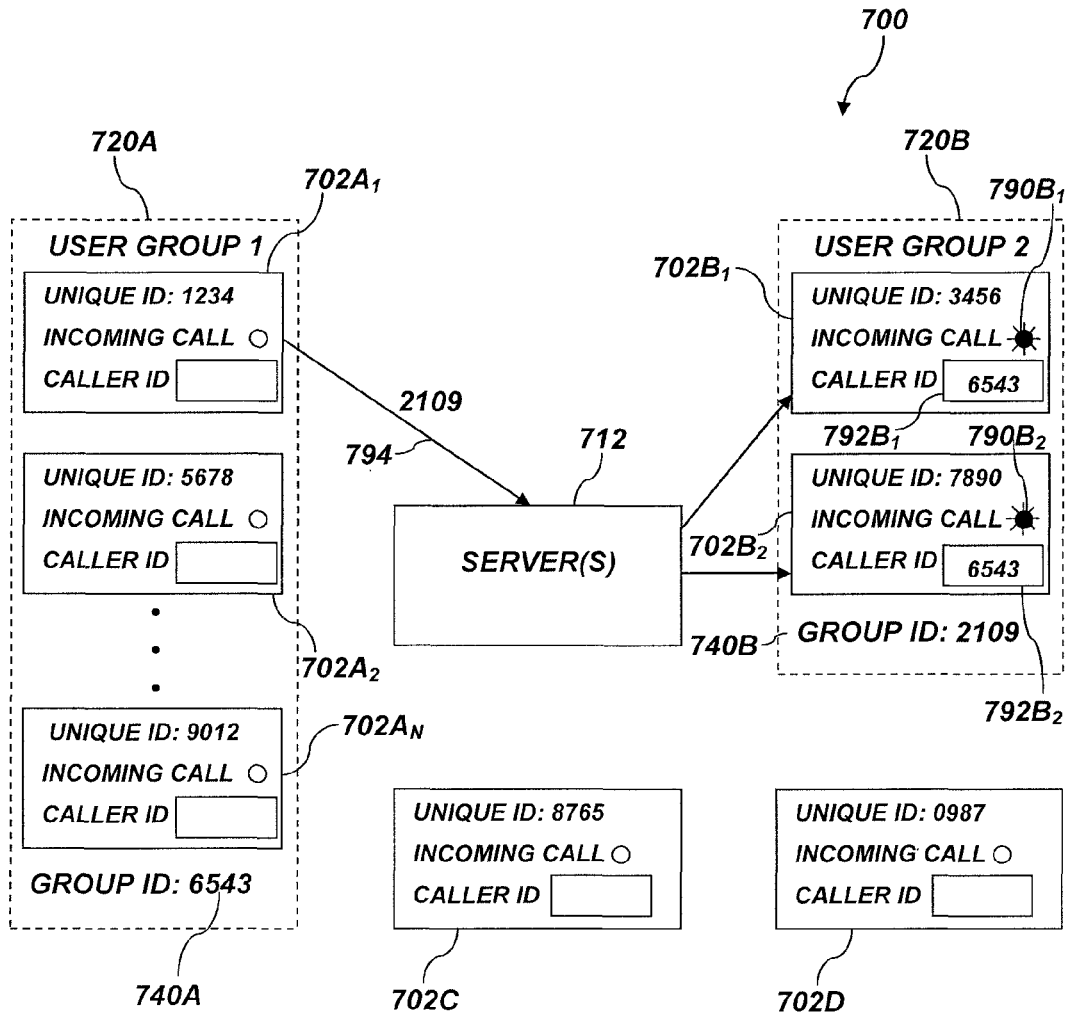 700
720A
702A1
USER GROUP 1
UNIQUE ID: 1234
INCOMING CALL
CALLER ID
UNIQUE ID: 5678
INCOMING CALL
CALLER ID
702A2
UNIQUE ID: 9012
INCOMING CALL
CALLER ID
702AN
GROUP ID: 6543
740A
2109
794
712
SERVER(S)
720B
790B1
USER GROUP 2
702B1
UNIQUE ID: 3456
INCOMING CALL
CALLER ID 6543
792B1
790B2
UNIQUE ID: 7890
INCOMING CALL
702B2
CALLER ID 6543
740B
GROUP ID: 2109
792B2
UNIQUE ID: 8765
INCOMING CALL
CALLER ID
702C
UNIQUE ID: 0987
INCOMING CALL
CALLER ID
702D